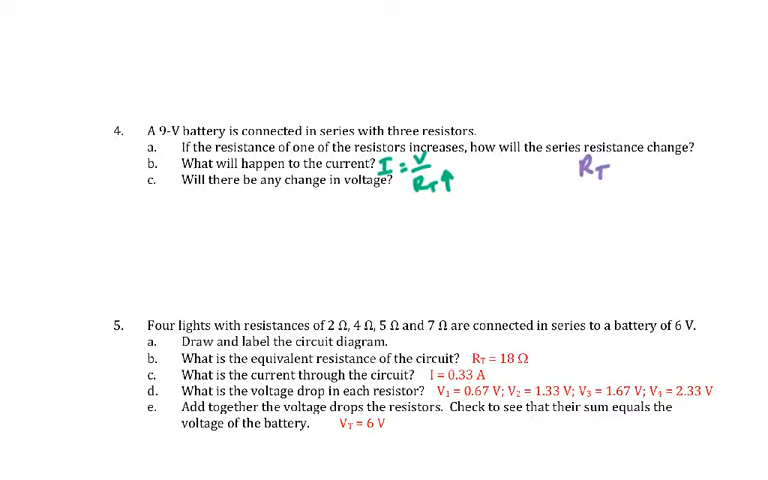 4. A 9-V battery is connected in series with three resistors.
a. If the resistance of one of the resistors increases, how will the series resistance change?
b. What will happen to the current? I = V/R_T ↑
R_T
c. Will there be any change in voltage?
5. Four lights with resistances of 2 Ω, 4 Ω, 5 Ω and 7 Ω are connected in series to a battery of 6 V.
a. Draw and label the circuit diagram.
b. What is the equivalent resistance of the circuit? R_T = 18 Ω
c. What is the current through the circuit? I = 0.33 A
d. What is the voltage drop in each resistor? V₁ = 0.67 V; V₂ = 1.33 V; V₃ = 1.67 V; V₄ = 2.33 V
e. Add together the voltage drops the resistors. Check to see that their sum equals the
voltage of the battery. V_T = 6 V